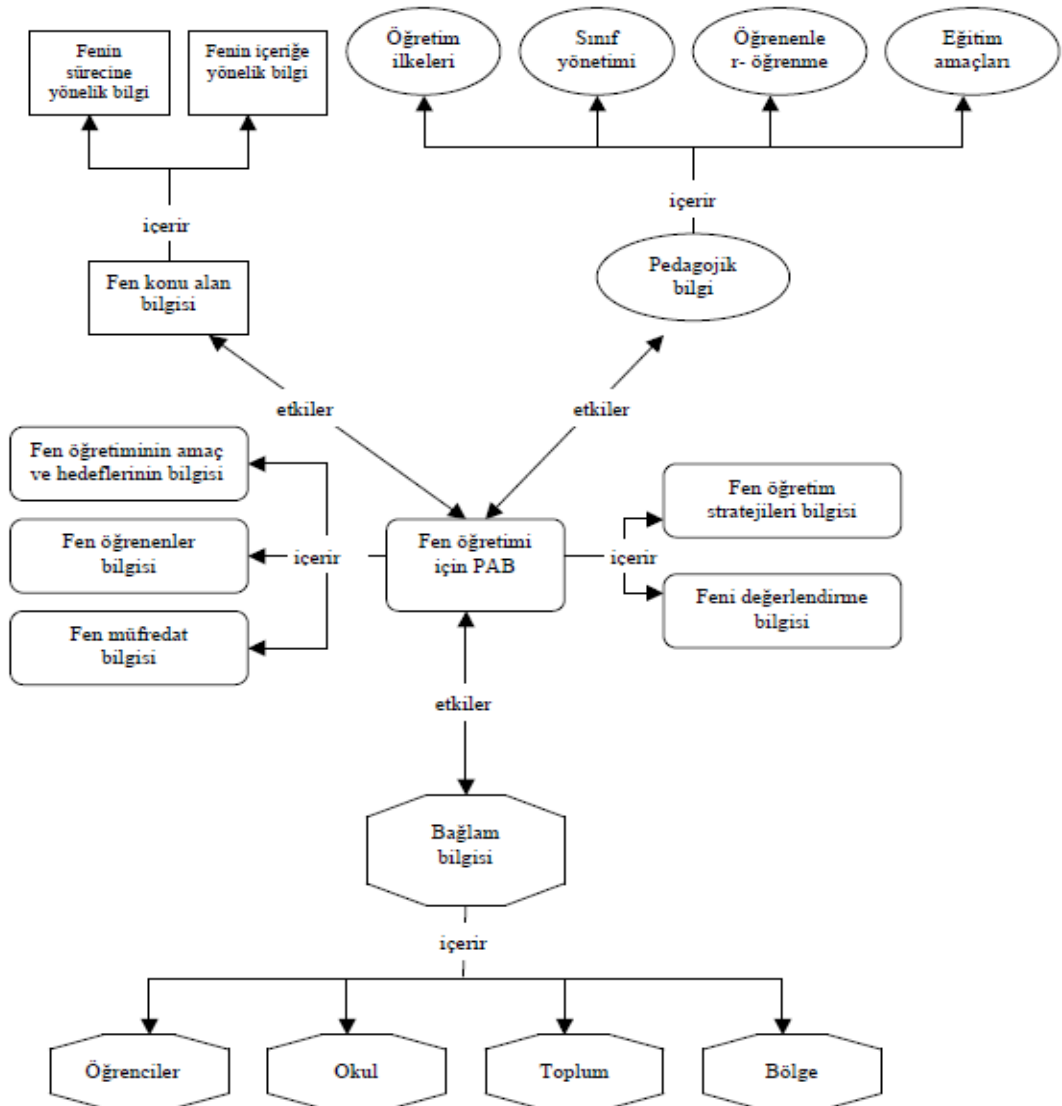 Fenin
sürecine
yönelik bilgi
Fenin içeriğe
yönelik bilgi
Öğretim
ilkeleri
Sınıf
yönetimi
Öğrenenle
r- öğrenme
Eğitim
amaçları
içerir
içerir
Fen konu alan
bilgisi
Pedagojik
bilgi
etkiler
etkiler
Fen öğretiminin amaç
ve hedeflerinin bilgisi
Fen öğrenenler
bilgisi
Fen müfredat
bilgisi
içerir
Fen öğretimi
için PAB
içerir
Fen öğretim
stratejileri bilgisi
Feni değerlendirme
bilgisi
etkiler
Bağlam
bilgisi
içerir
Öğrenciler
Okul
Toplum
Bölge